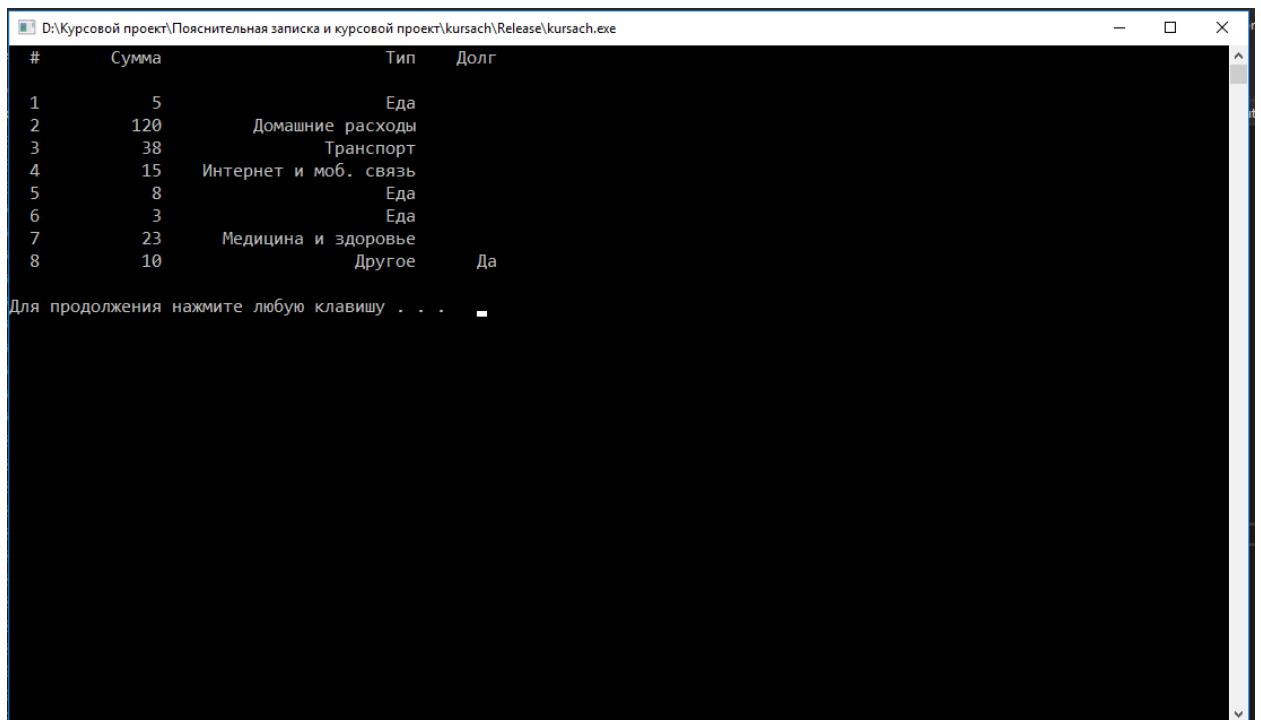 D:\Курсовой проект\Пояснительная записка и курсовой проект\kursach\Release\kursach.exe
# Сумма Тип Долг
1 5 Еда
2 120 Домашние расходы
3 38 Транспорт
4 15 Интернет и моб. связь
5 8 Еда
6 3 Еда
7 23 Медицина и здоровье
8 10 Другое Да
Для продолжения нажмите любую клавишу . . .